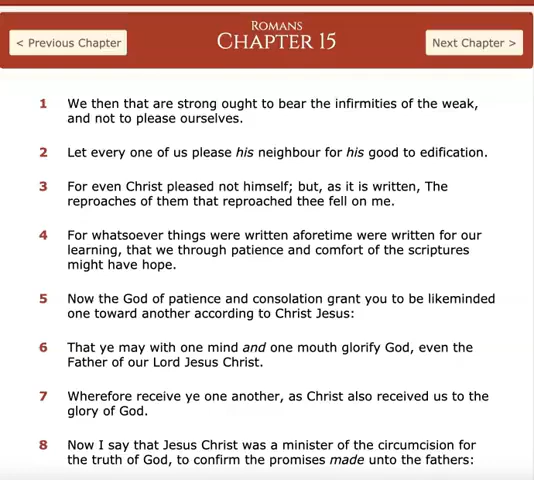 Romans
Chapter 15
< Previous Chapter
Next Chapter >
1 We then that are strong ought to bear the infirmities of the weak,
and not to please ourselves.
2 Let every one of us please his neighbour for his good to edification.
3 For even Christ pleased not himself; but, as it is written, The
reproaches of them that reproached thee fell on me.
4 For whatsoever things were written aforetime were written for our
learning, that we through patience and comfort of the scriptures
might have hope.
5 Now the God of patience and consolation grant you to be likeminded
one toward another according to Christ Jesus:
6 That ye may with one mind and one mouth glorify God, even the
Father of our Lord Jesus Christ.
7 Wherefore receive ye one another, as Christ also received us to the
glory of God.
8 Now I say that Jesus Christ was a minister of the circumcision for
the truth of God, to confirm the promises made unto the fathers: